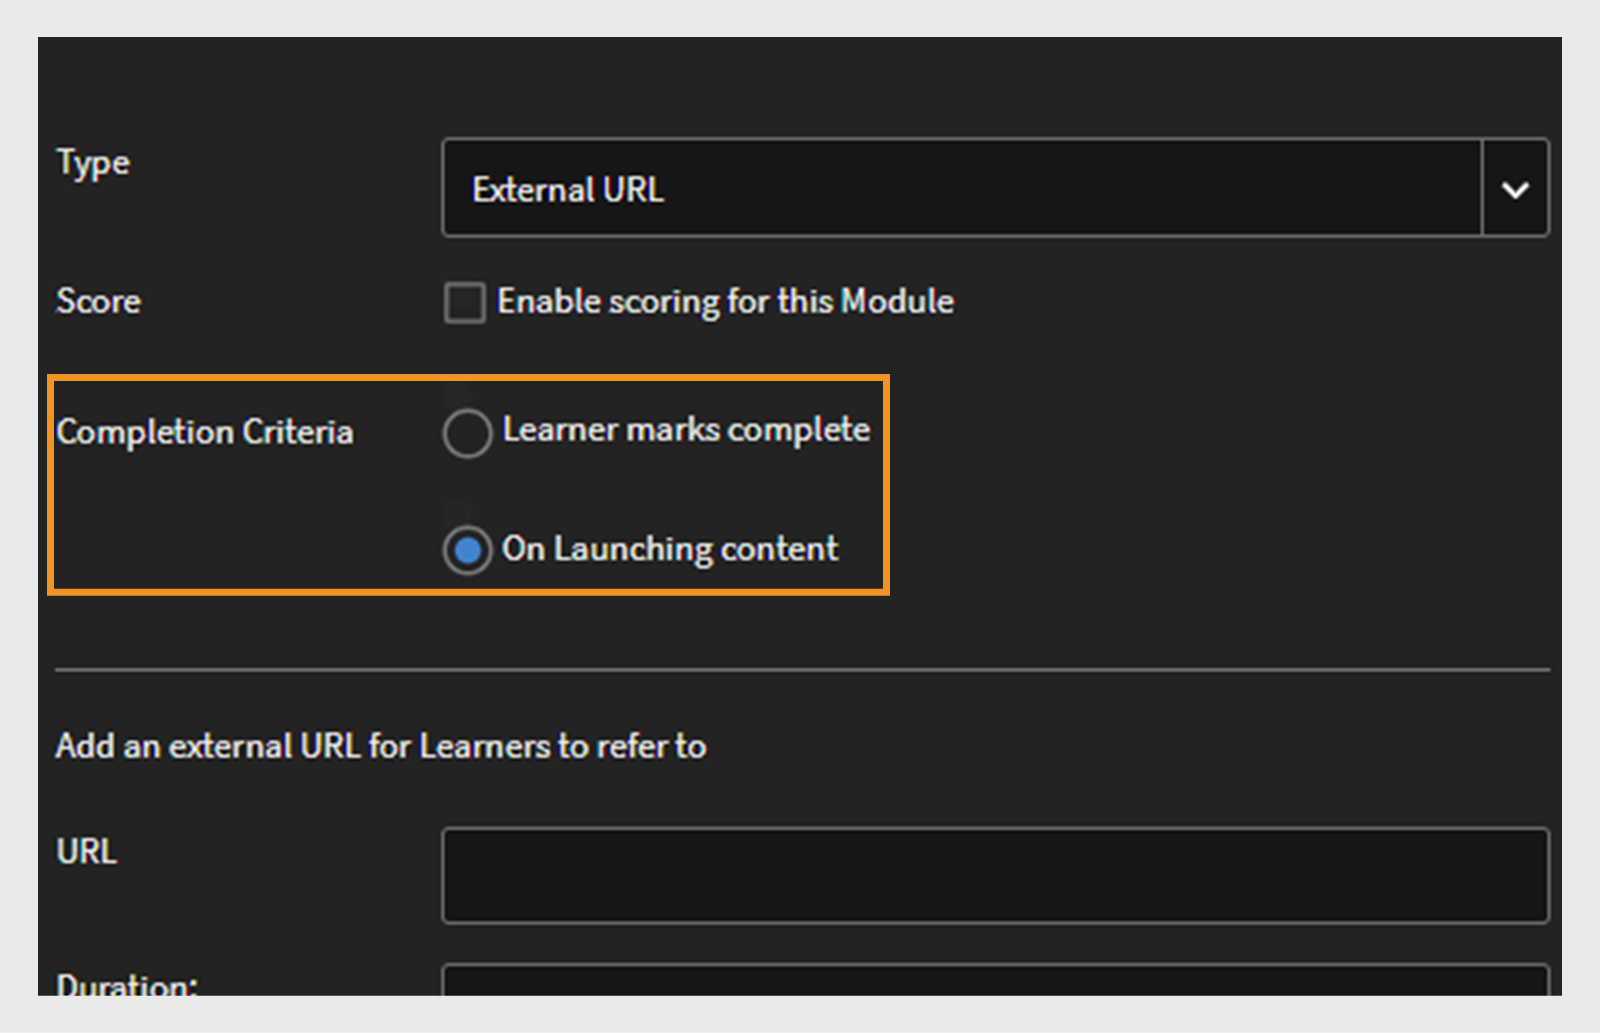 Type
External URL
Score
Enable scoring for this Module
Completion Criteria
Learner marks complete
On Launching content
Add an external URL for Learners to refer to
URL
Duration: